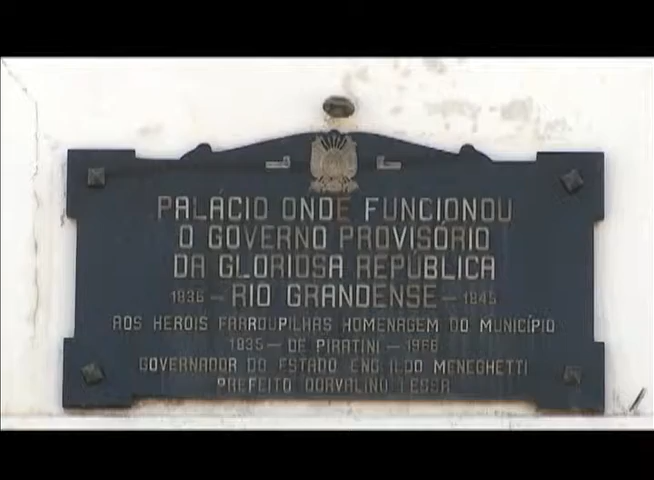 PALACIO ONDE FUNCIONOU
O GOVERNO PROVISÓRIO
DA GLORIOSA REPÚBLICA
1836 - RIO GRANDENSE - 1845
AOS HEROIS FARROUPILHAS HOMENAGEM DO MUNICÍPIO
1835 - DE PIRATINI - 1966
GOVERNADOR DO ESTADO ENG. ILDO MENEGHETTI
PREFEITO DORVALINO LESSA